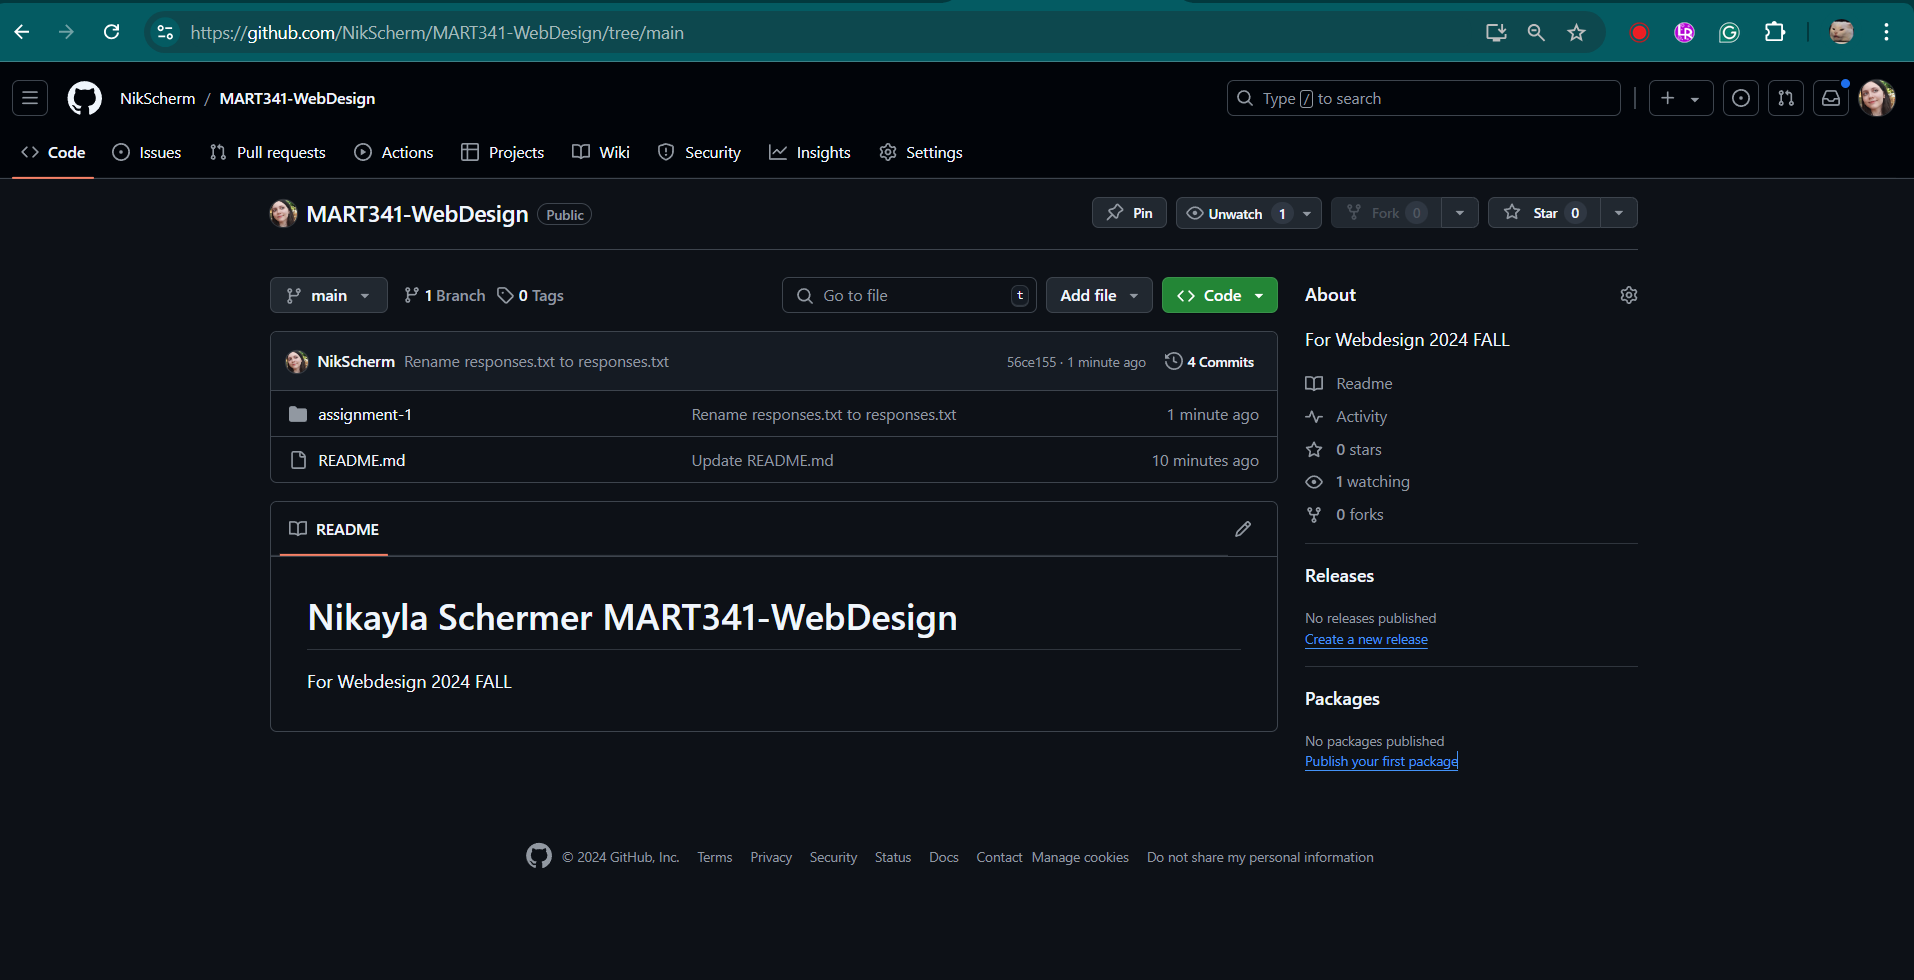 https://github.com/NikScherm/MART341-WebDesign/tree/main
NikScherm / MART341-WebDesign
Type / to search
Code Issues Pull requests Actions Projects Wiki Security Insights Settings
MART341-WebDesign Public
Pin Unwatch 1 Fork 0 Star 0
main 1 Branch 0 Tags Go to file t Add file Code
NikScherm Rename responses.txt to responses.txt 56ce155 · 1 minute ago 4 Commits
assignment-1 Rename responses.txt to responses.txt 1 minute ago
README.md Update README.md 10 minutes ago
README
Nikayla Schermer MART341-WebDesign
For Webdesign 2024 FALL
About
For Webdesign 2024 FALL
Readme
Activity
0 stars
1 watching
0 forks
Releases
No releases published
Create a new release
Packages
No packages published
Publish your first package
© 2024 GitHub, Inc. Terms Privacy Security Status Docs Contact Manage cookies Do not share my personal information